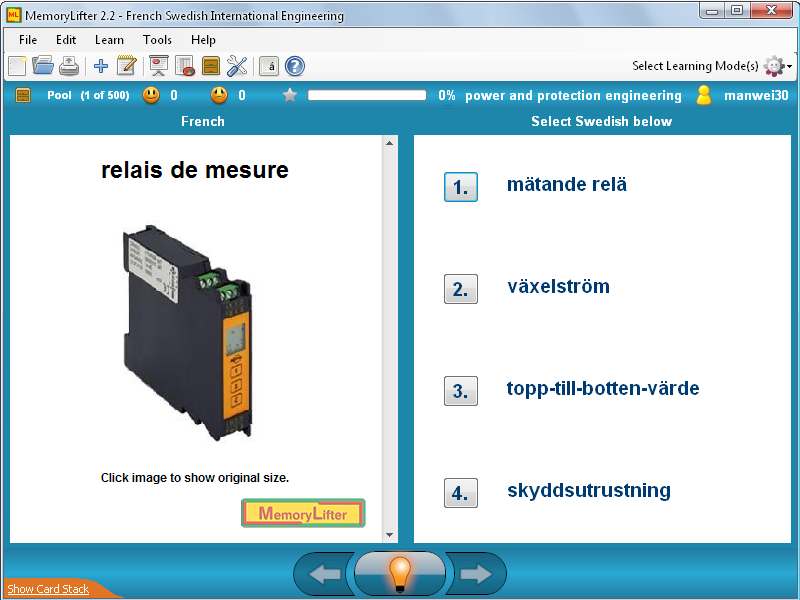 MemoryLifter 2.2 - French Swedish International Engineering
File Edit Learn Tools Help
á ? Select Learning Mode(s)
Pool (1 of 500) 0 0 0% power and protection engineering manwei30
French
Select Swedish below
relais de mesure
1. mätande relä
2. växelström
3. topp-till-botten-värde
4. skyddsutrustning
Click image to show original size.
MemoryLifter
Show Card Stack